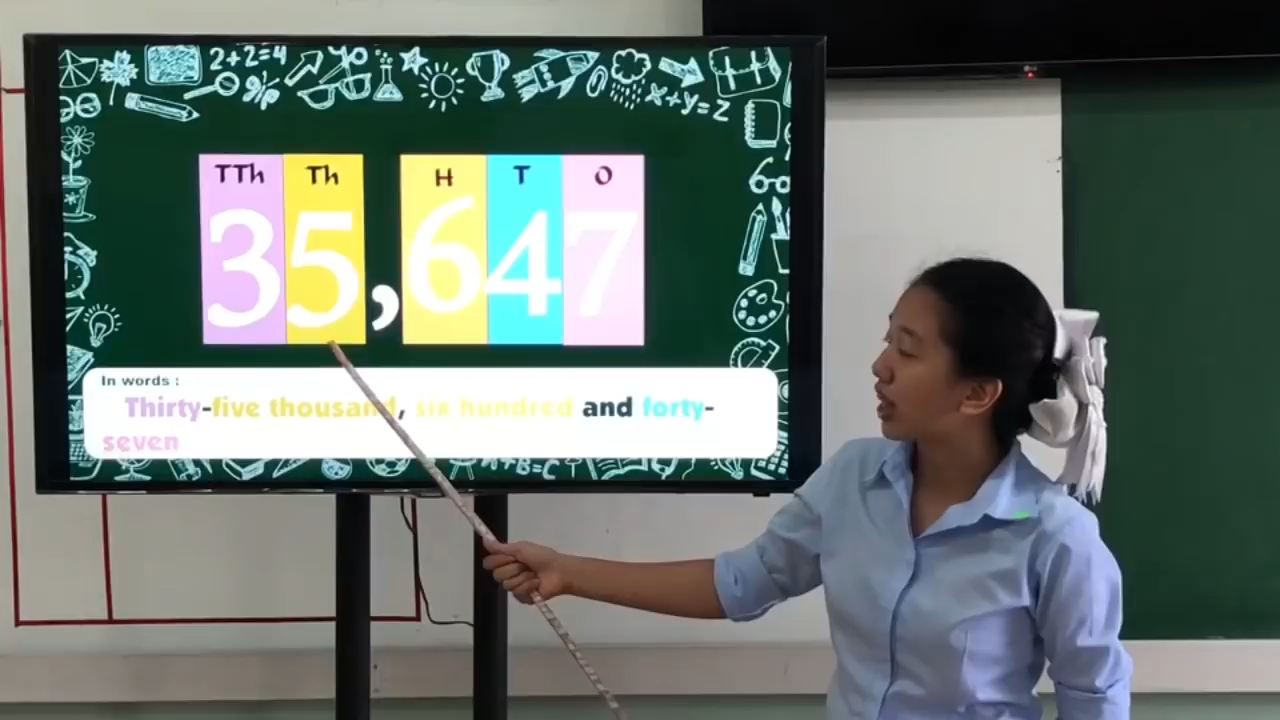 2+2=4
x+y=z
TTh Th H T O
35,647
In words :
Thirty-five thousand, six hundred and forty-
seven
A+B=C